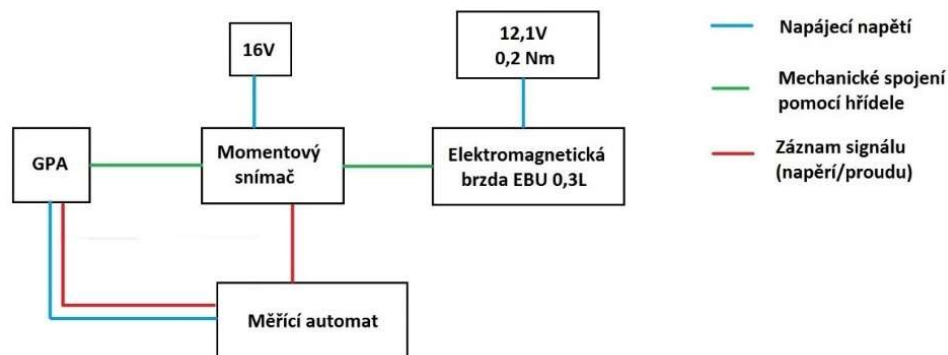 16V
12,1V
0,2 Nm
Napájecí napětí
Mechanické spojení
pomocí hřídele
Záznam signálu
(napěrí/proudu)
GPA
Momentový
snímač
Elektromagnetická
brzda EBU 0,3L
Měřící automat